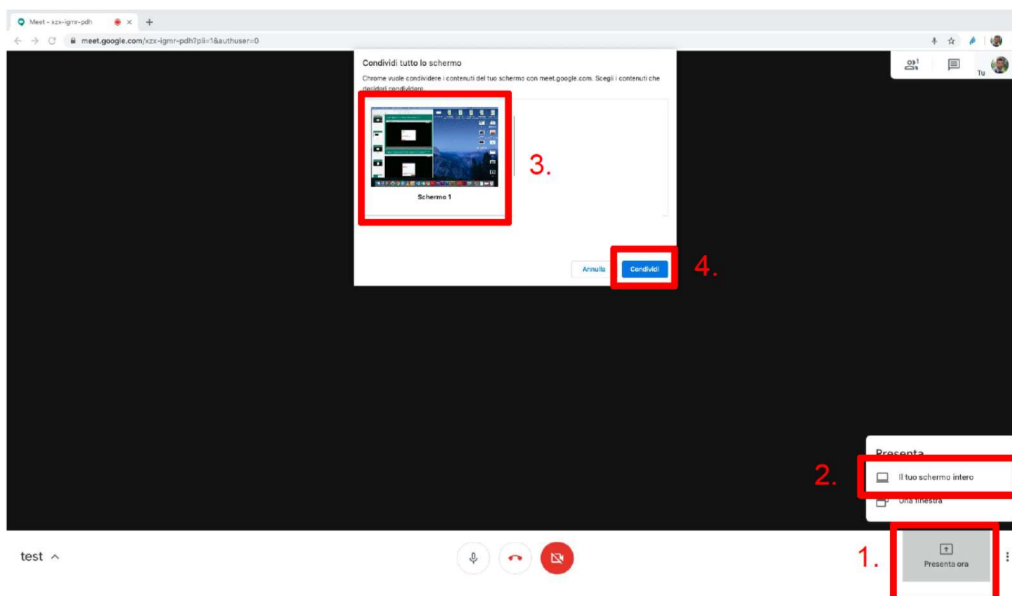 Meet - xzx-igmr-pdh
meet.google.com/xzx-igmr-pdh?pli=1&authuser=0
Tu
Condividi tutto lo schermo
Chrome vuole condividere i contenuti del tuo schermo con meet.google.com. Scegli i contenuti che
desideri condividere.
3.
Schermo 1
Annulla
Condividi
4.
Presenta
2.
Il tuo schermo intero
Una finestra
test
1.
Presenta ora